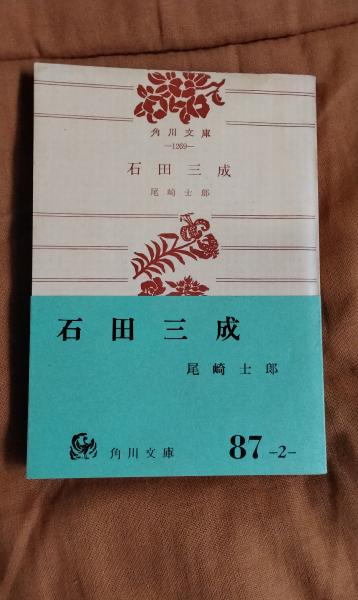 角川文庫
—1269—
石田三成
尾崎士郎
石田三成
尾崎士郎
角川文庫 87 -2-